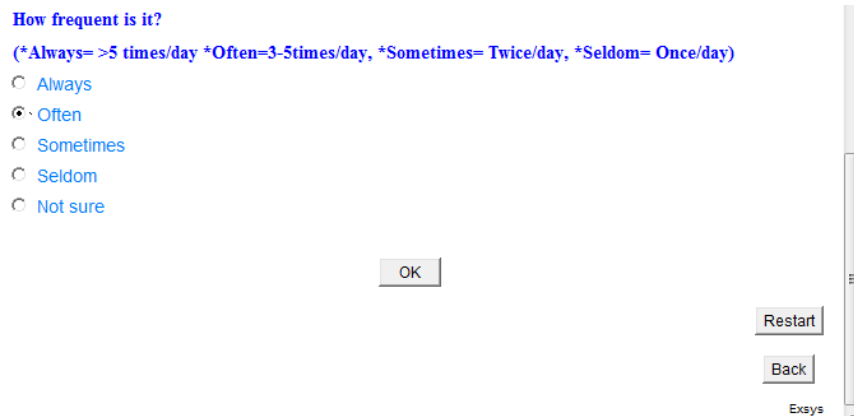 How frequent is it?
(*Always= >5 times/day *Often=3-5times/day, *Sometimes= Twice/day, *Seldom= Once/day)
Always
Often
Sometimes
Seldom
Not sure
OK
Restart
Back
Exsys